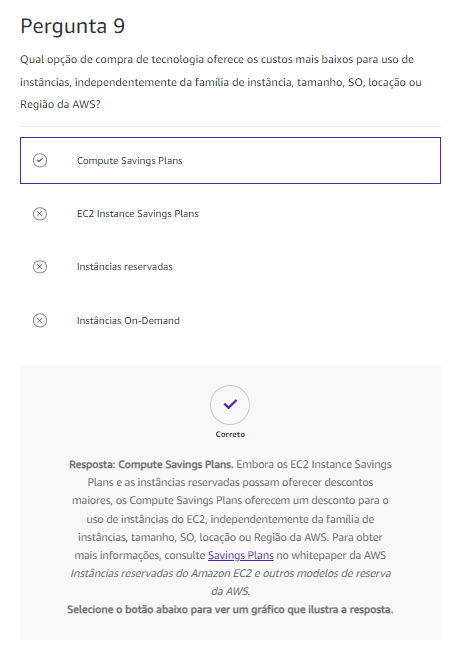 Pergunta 9
Qual opção de compra de tecnologia oferece os custos mais baixos para uso de
instâncias, independentemente da família de instância, tamanho, SO, locação ou
Região da AWS?
Compute Savings Plans
EC2 Instance Savings Plans
Instâncias reservadas
Instâncias On-Demand
Correto
Resposta: Compute Savings Plans. Embora os EC2 Instance Savings
Plans e as instâncias reservadas possam oferecer descontos
maiores, os Compute Savings Plans oferecem um desconto para o
uso de instâncias do EC2, independentemente da família de
instâncias, tamanho, SO, locação ou Região da AWS. Para obter
mais informações, consulte Savings Plans no whitepaper da AWS
Instâncias reservadas do Amazon EC2 e outros modelos de reserva
da AWS.
Selecione o botão abaixo para ver um gráfico que ilustra a resposta.